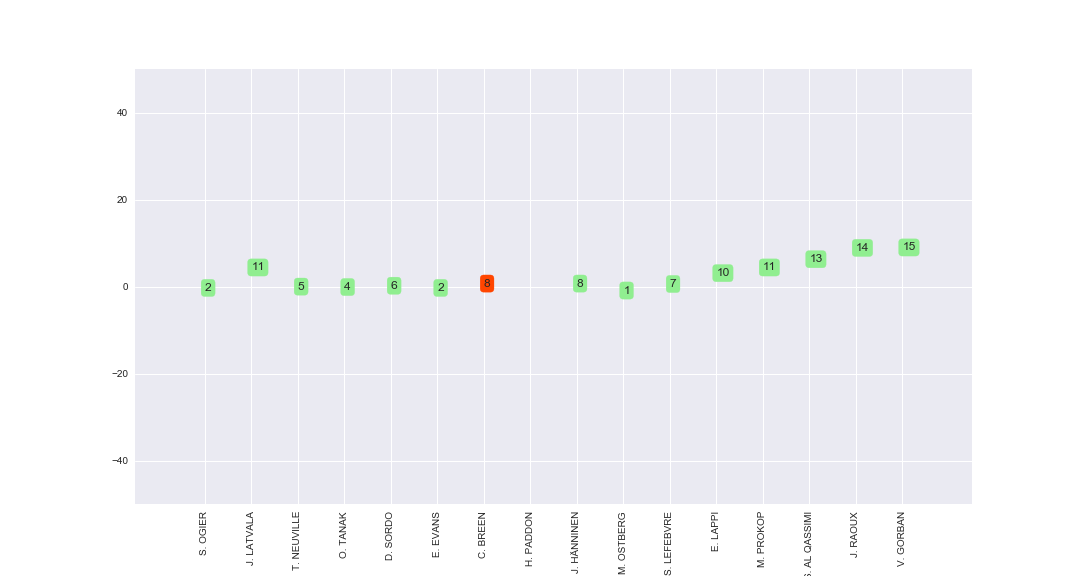 40
20
0
−20
−40
2
11
5
4
6
2
8
8
1
7
10
11
13
14
15
S. OGIER
J. LATVALA
T. NEUVILLE
O. TANAK
D. SORDO
E. EVANS
C. BREEN
H. PADDON
J. HÄNNINEN
M. OSTBERG
S. LEFEBVRE
E. LAPPI
M. PROKOP
AL QASSIMI
J. RAOUX
V. GORBAN